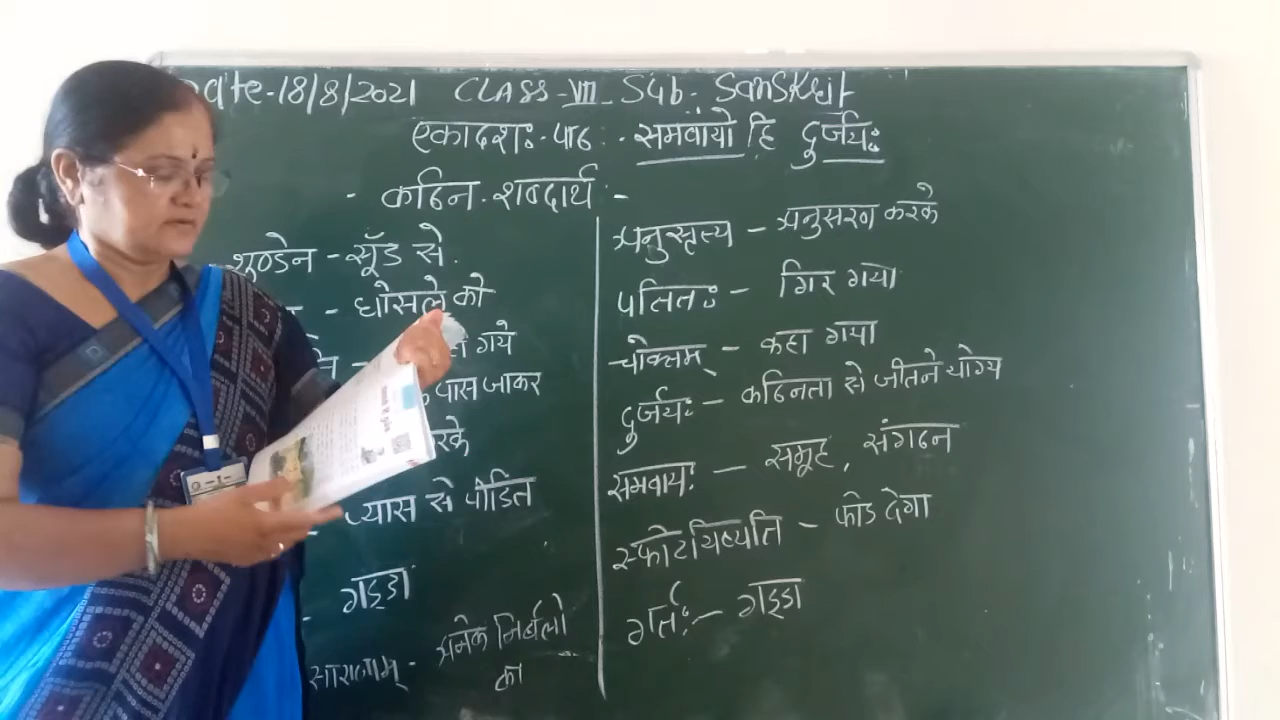 ate-18/8/2021 CLASS-VII Sub- Sanskrit
एकादशः-पाठः- समवायो हि दुर्जयः
- कठिन-शब्दार्थ -
शुण्डेन - सूँड से.
- घोसले को
गये
पास जाकर
रके
प्यास से पीडित
- गड्डा
साराणाम्- अनेक निर्बलो
का
अनुसृत्य - अनुसरण करके
पतितः - गिर गया
चोक्तम् - कहा गया
दुर्जयः - कठिनता से जीतने योग्य
समवायः - समूह, संगठन
स्फोटयिष्यति - फोड देगा
गर्तः - गड्डा